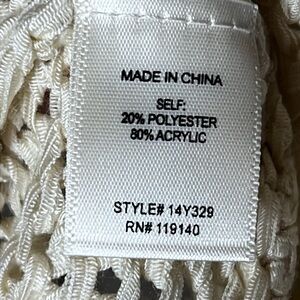 MADE IN CHINA
SELF:
20% POLYESTER
80% ACRYLIC
STYLE# 14Y329
RN# 119140